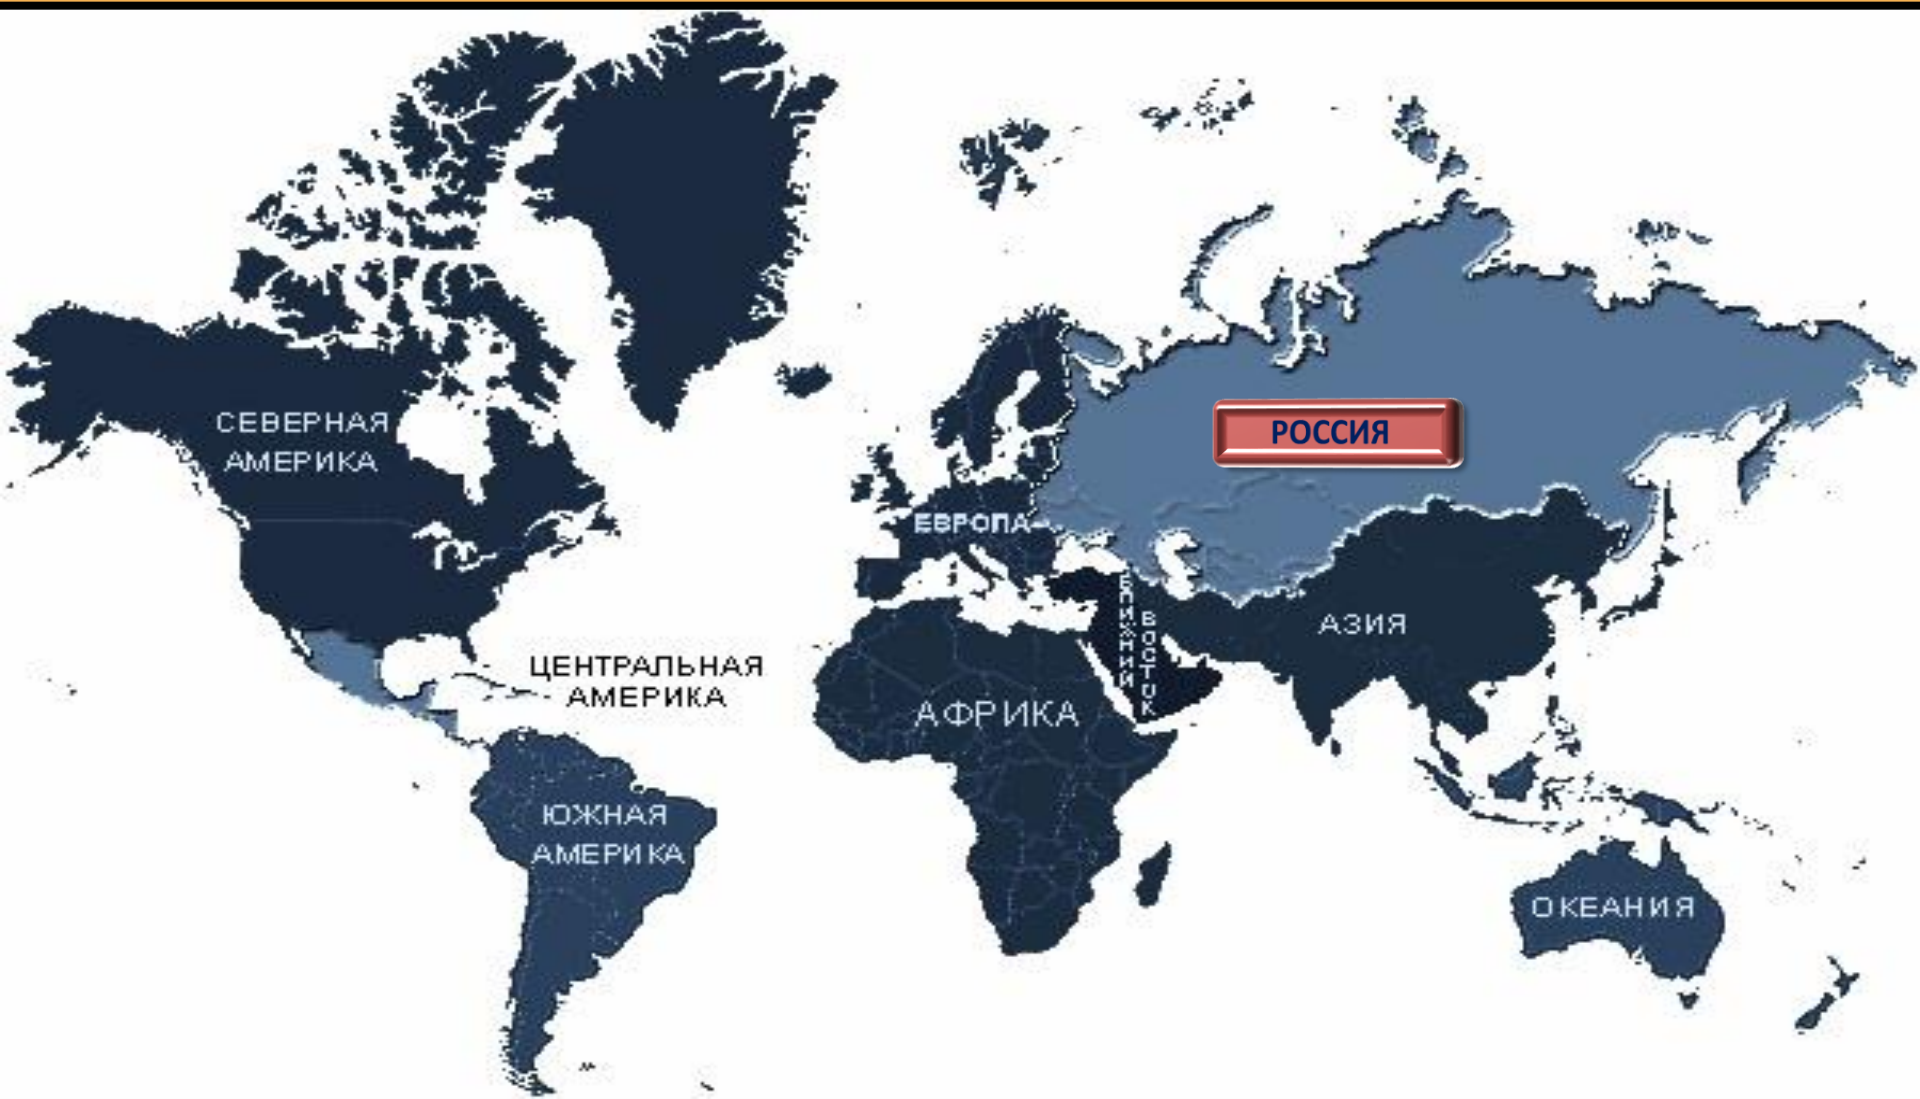 СЕВЕРНАЯ
АМЕРИКА
РОССИЯ
ЕВРОПА
АЗИЯ
БЛИЖНИЙ
ВОСТОК
ЦЕНТРАЛЬНАЯ
АМЕРИКА
АФРИКА
ЮЖНАЯ
АМЕРИКА
ОКЕАНИЯ